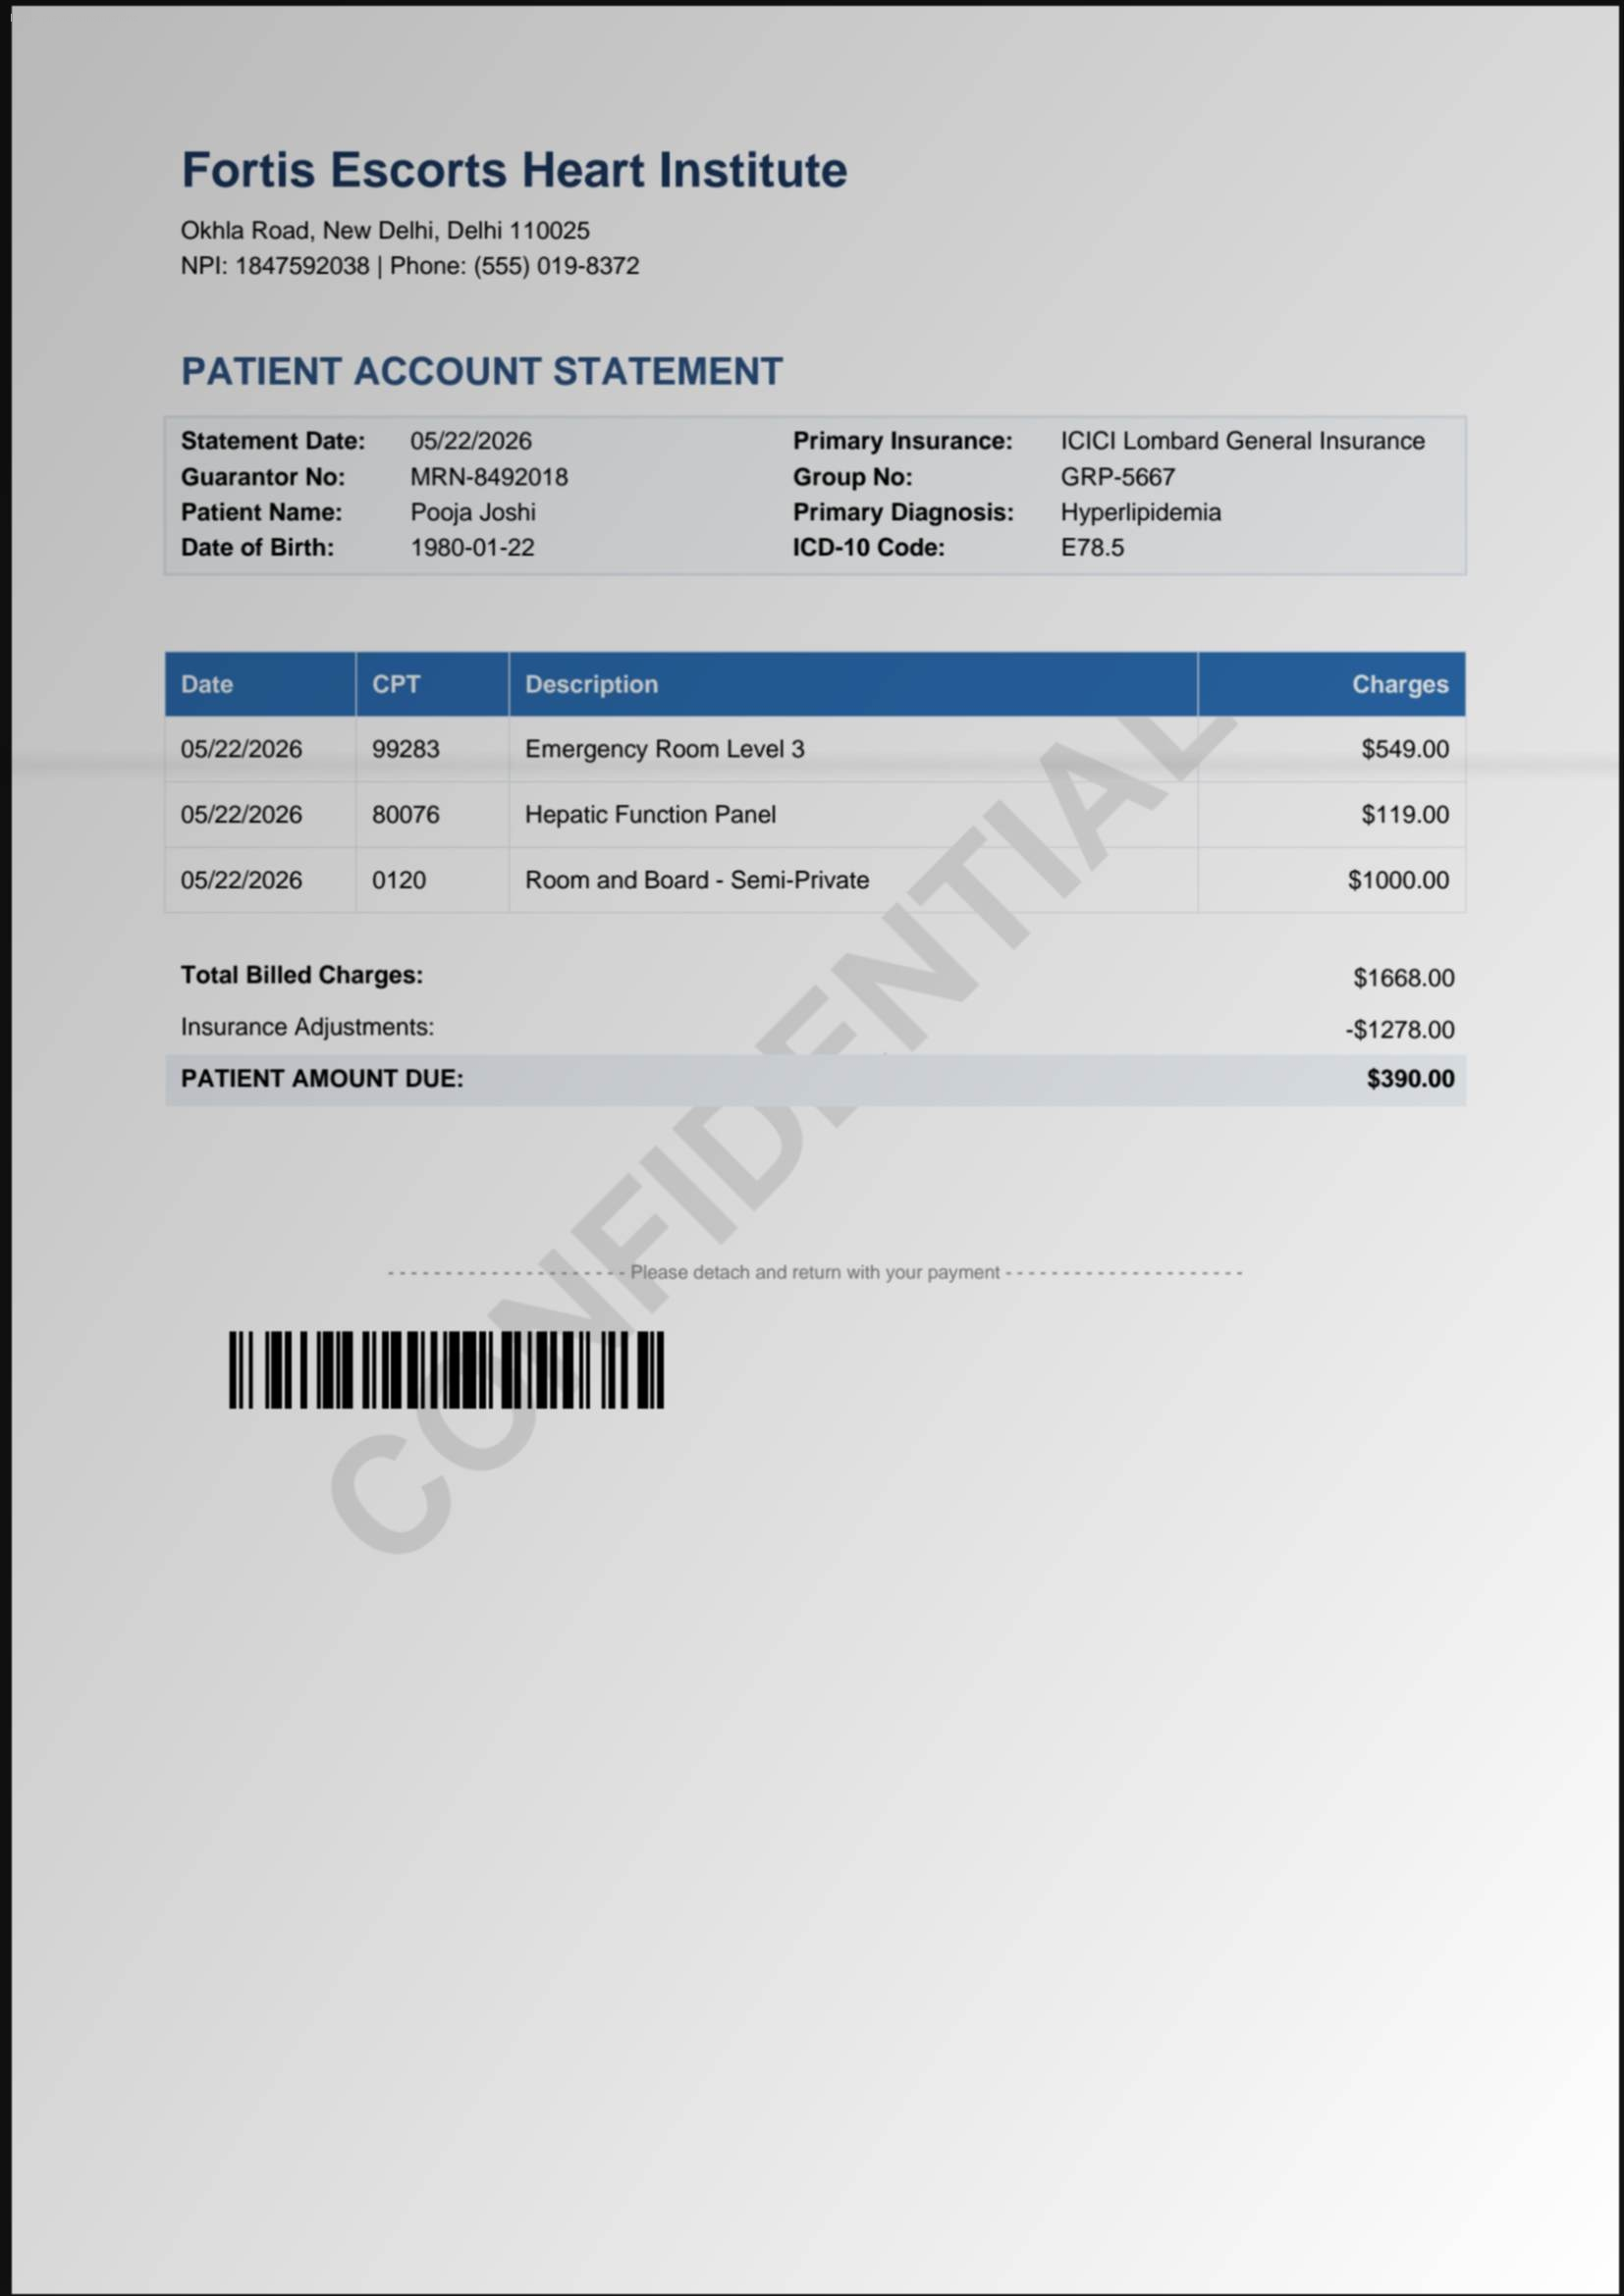 Fortis Escorts Heart Institute
Okhla Road, New Delhi, Delhi 110025
NPI: 1847592038 | Phone: (555) 019-8372
PATIENT ACCOUNT STATEMENT
Statement Date: 05/22/2026 Primary Insurance: ICICI Lombard General Insurance
Guarantor No: MRN-8492018 Group No: GRP-5667
Patient Name: Pooja Joshi Primary Diagnosis: Hyperlipidemia
Date of Birth: 1980-01-22 ICD-10 Code: E78.5
Date CPT Description Charges
05/22/2026 99283 Emergency Room Level 3 $549.00
05/22/2026 80076 Hepatic Function Panel $119.00
05/22/2026 0120 Room and Board - Semi-Private $1000.00
Total Billed Charges: $1668.00
Insurance Adjustments: -$1278.00
PATIENT AMOUNT DUE: $390.00
CONFIDENTIAL
- - - - - - - - - - - - - - - - - - - - - Please detach and return with your payment - - - - - - - - - - - - - - - - - - - - -